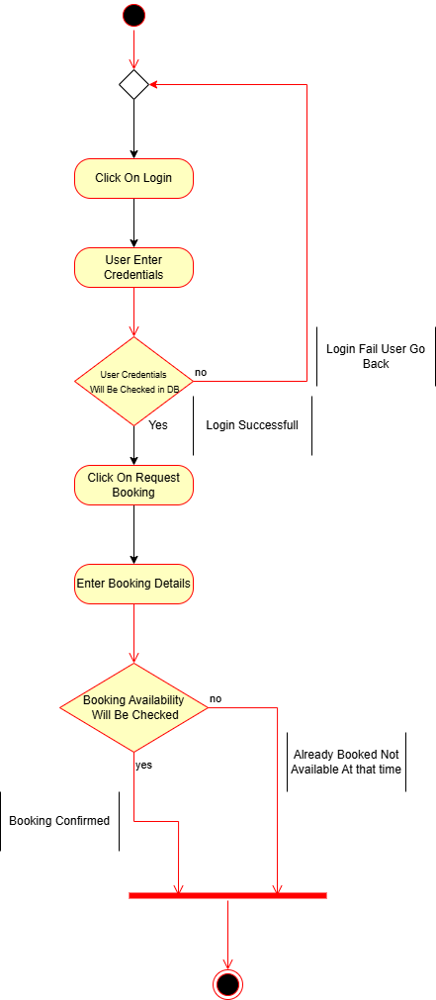 Click On Login
User Enter
Credentials
User Credentials
Will Be Checked in DB
no
Login Fail User Go
Back
Yes
Login Successfull
Click On Request
Booking
Enter Booking Details
Booking Availability
Will Be Checked
no
Already Booked Not
Available At that time
yes
Booking Confirmed